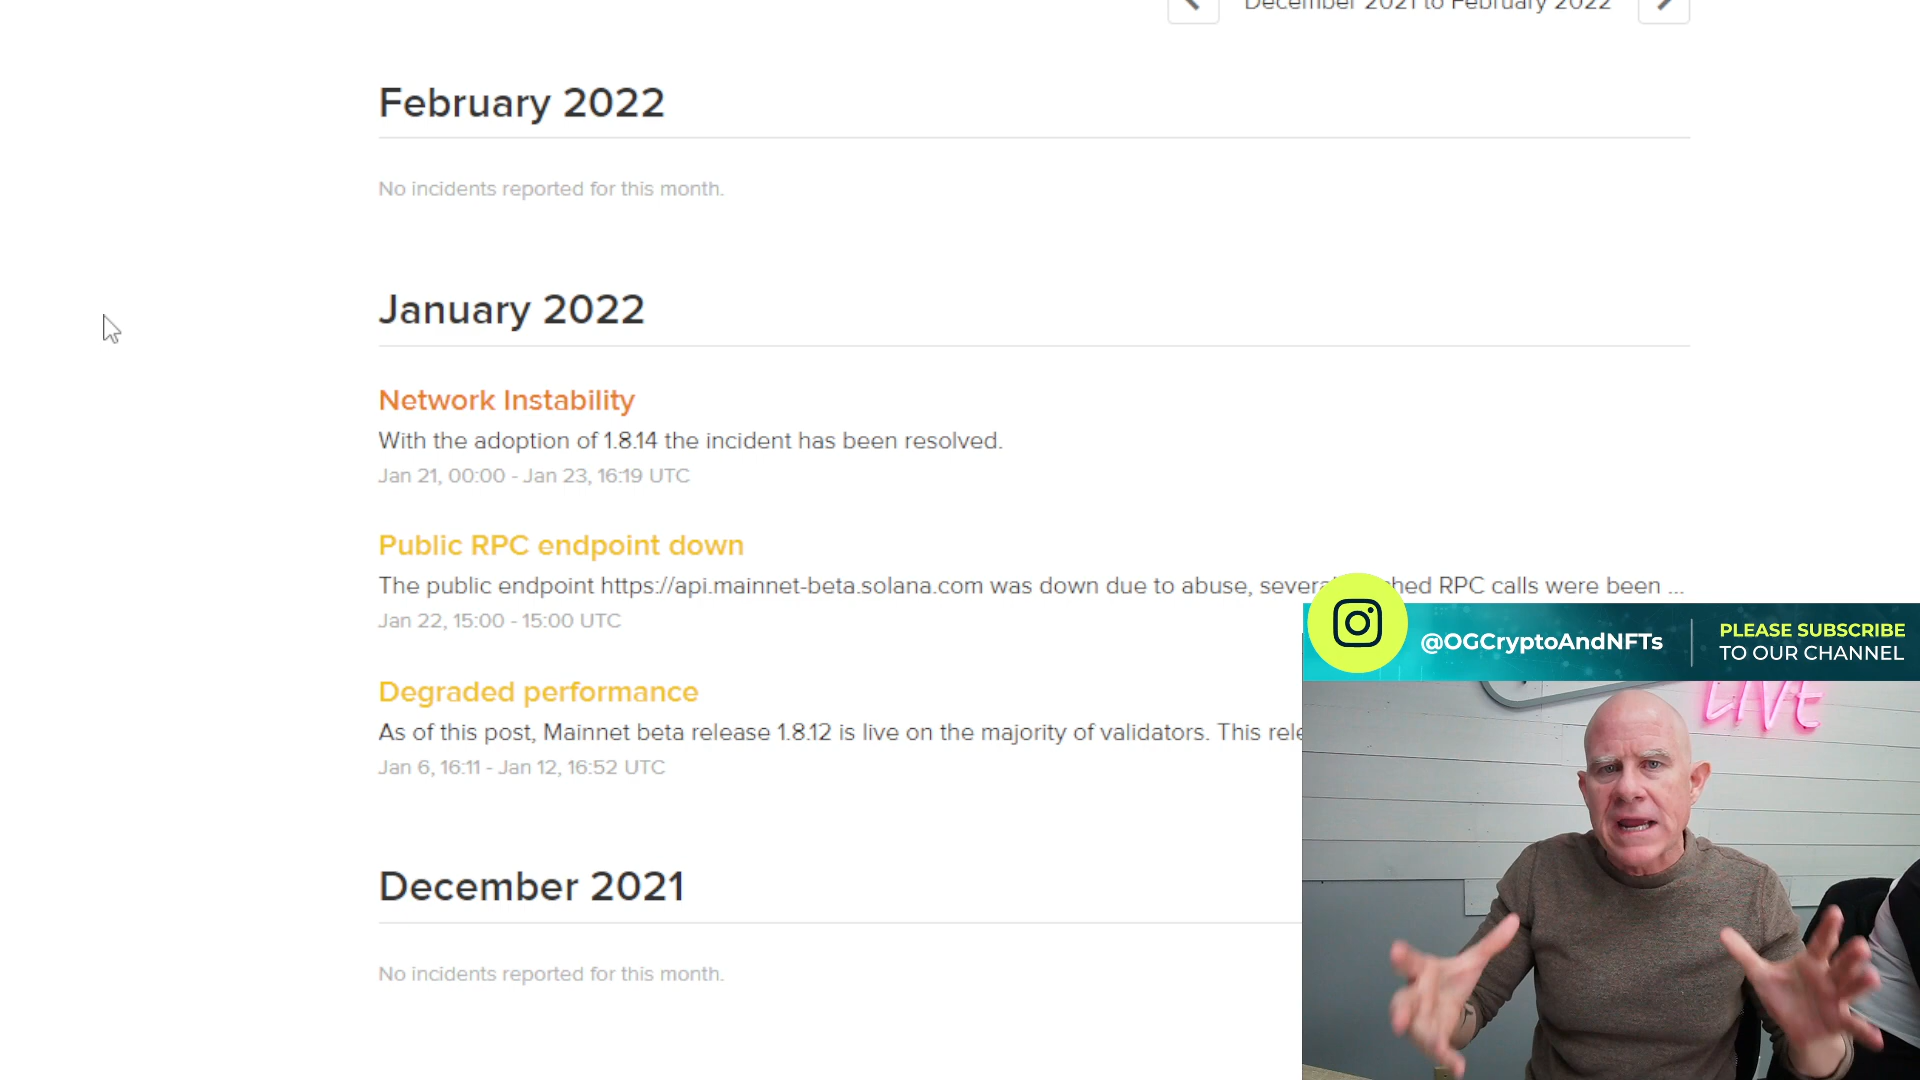 December 2021 to February 2022
February 2022
No incidents reported for this month.
January 2022
Network Instability
With the adoption of 1.8.14 the incident has been resolved.
Jan 21, 00:00 - Jan 23, 16:19 UTC
Public RPC endpoint down
The public endpoint https://api.mainnet-beta.solana.com was down due to abuse, RPC calls were been ...
Jan 22, 15:00 - 15:00 UTC
@OGCryptoAndNFTs
PLEASE SUBSCRIBE
TO OUR CHANNEL
LIVE
Degraded performance
As of this post, Mainnet beta release 1.8.12 is live on the majority of validators. This
Jan 6, 16:11 - Jan 12, 16:52 UTC
December 2021
No incidents reported for this month.